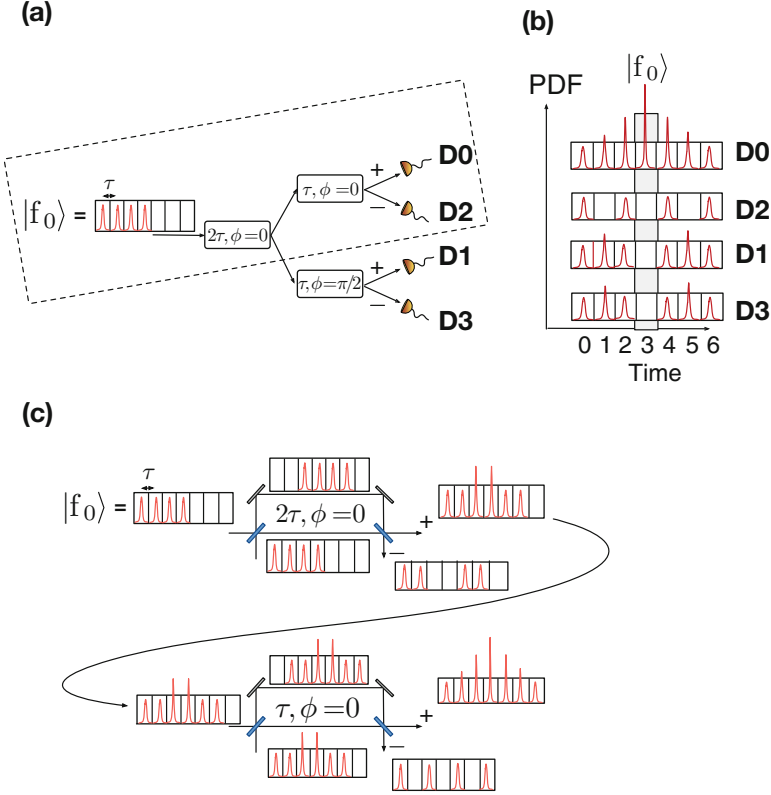 (a)
τ
|f₀⟩ =
2τ, ϕ=0
τ, ϕ=0
+
−
D0
D2
τ, ϕ=π/2
+
−
D1
D3
(b)
PDF
|f₀⟩
D0
D2
D1
D3
0 1 2 3 4 5 6
Time
(c)
τ
|f₀⟩ =
2τ, ϕ=0
+
−
τ, ϕ=0
+
−